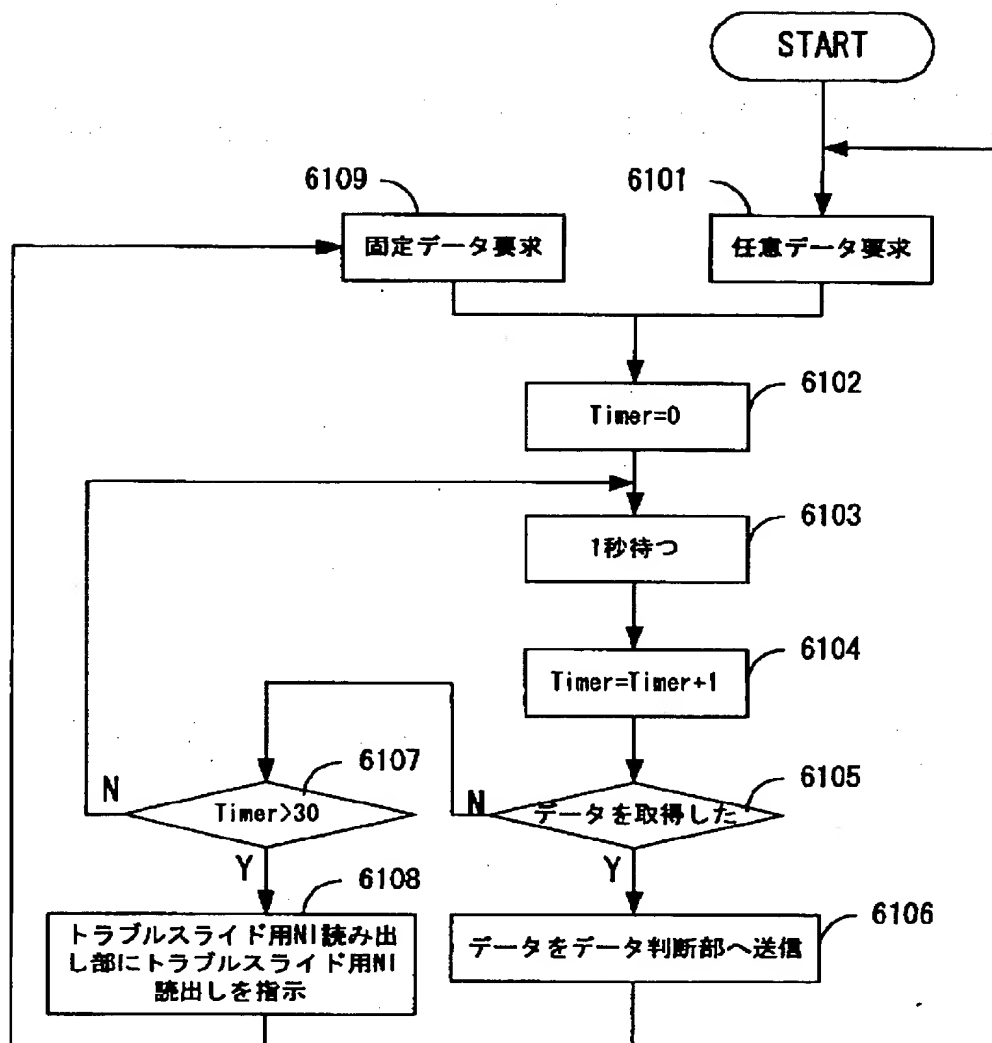 START
6109
6101
固定データ要求
任意データ要求
6102
Timer=0
6103
1秒待つ
6104
Timer=Timer+1
6107
6105
N
Timer>30
N
データを取得した
Y
6108
Y
6106
トラブルスライド用NI読み出
し部にトラブルスライド用NI
読出しを指示
データをデータ判断部へ送信